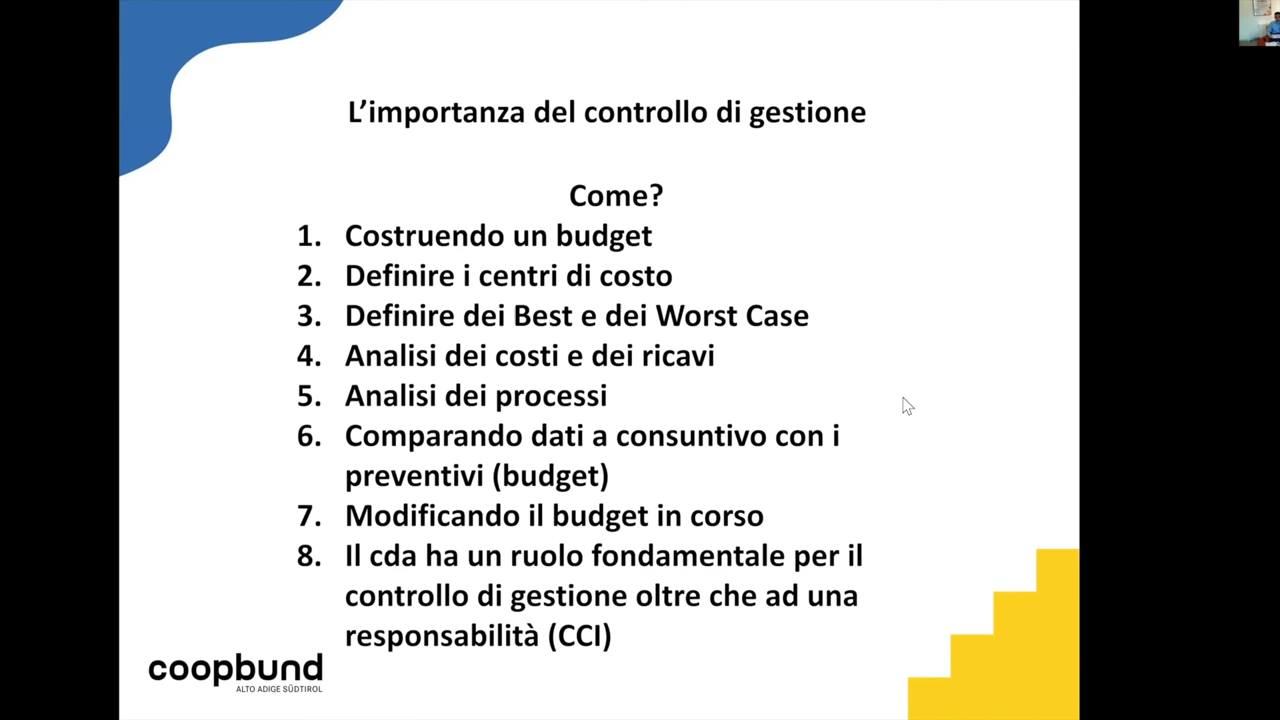 L’importanza del controllo di gestione
Come?
1. Costruendo un budget
2. Definire i centri di costo
3. Definire dei Best e dei Worst Case
4. Analisi dei costi e dei ricavi
5. Analisi dei processi
6. Comparando dati a consuntivo con i
preventivi (budget)
7. Modificando il budget in corso
8. Il cda ha un ruolo fondamentale per il
controllo di gestione oltre che ad una
responsabilità (CCI)
coopbund
ALTO ADIGE SÜDTIROL